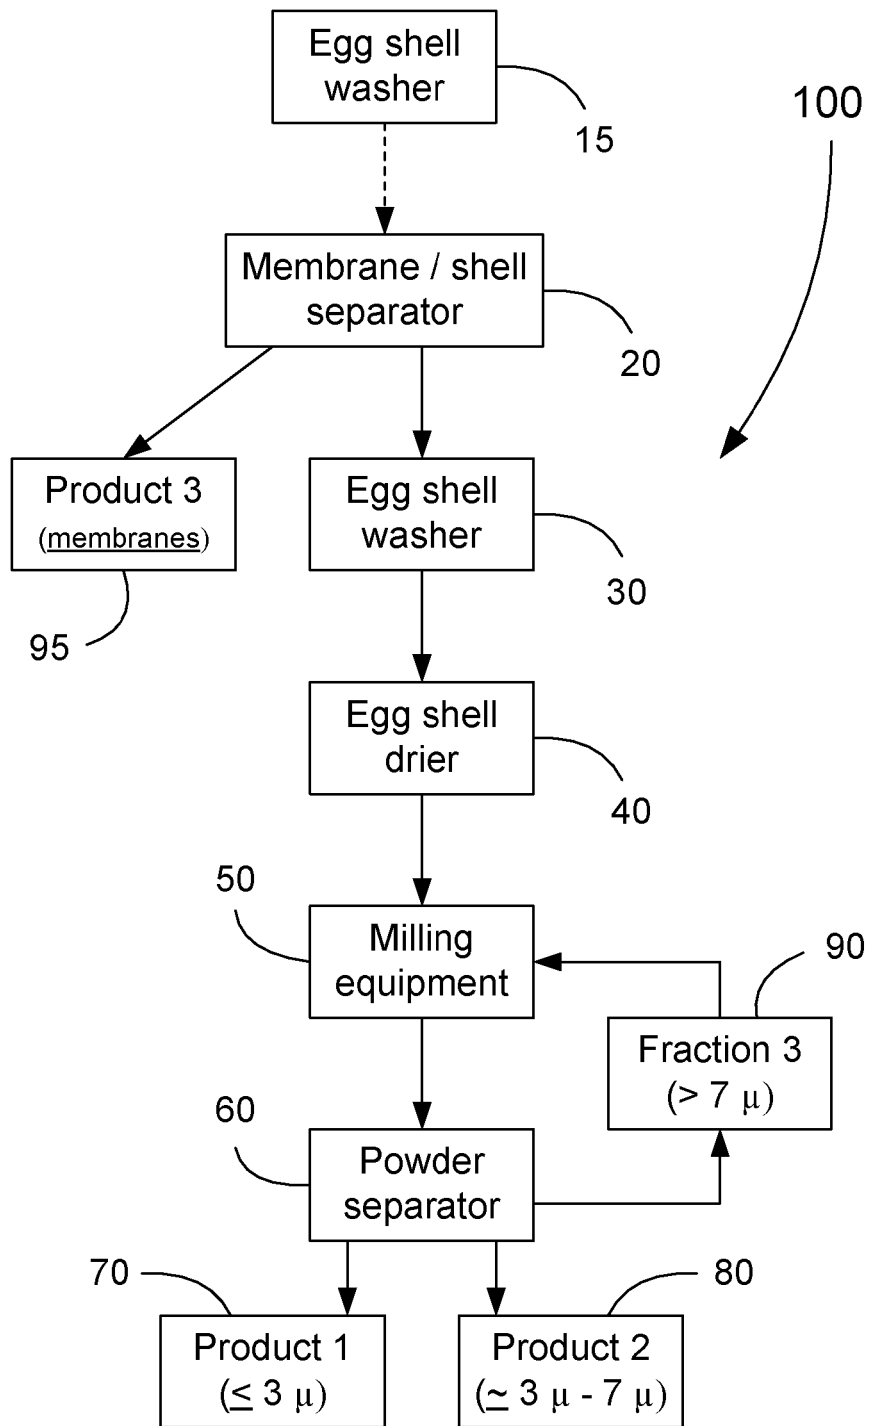 Egg shell
washer
15
100
Membrane / shell
separator
20
Product 3
(membranes)
95
Egg shell
washer
30
Egg shell
drier
40
50
Milling
equipment
90
Fraction 3
(> 7 μ)
60
Powder
separator
70
80
Product 1
(≤ 3 μ)
Product 2
(≃ 3 μ - 7 μ)